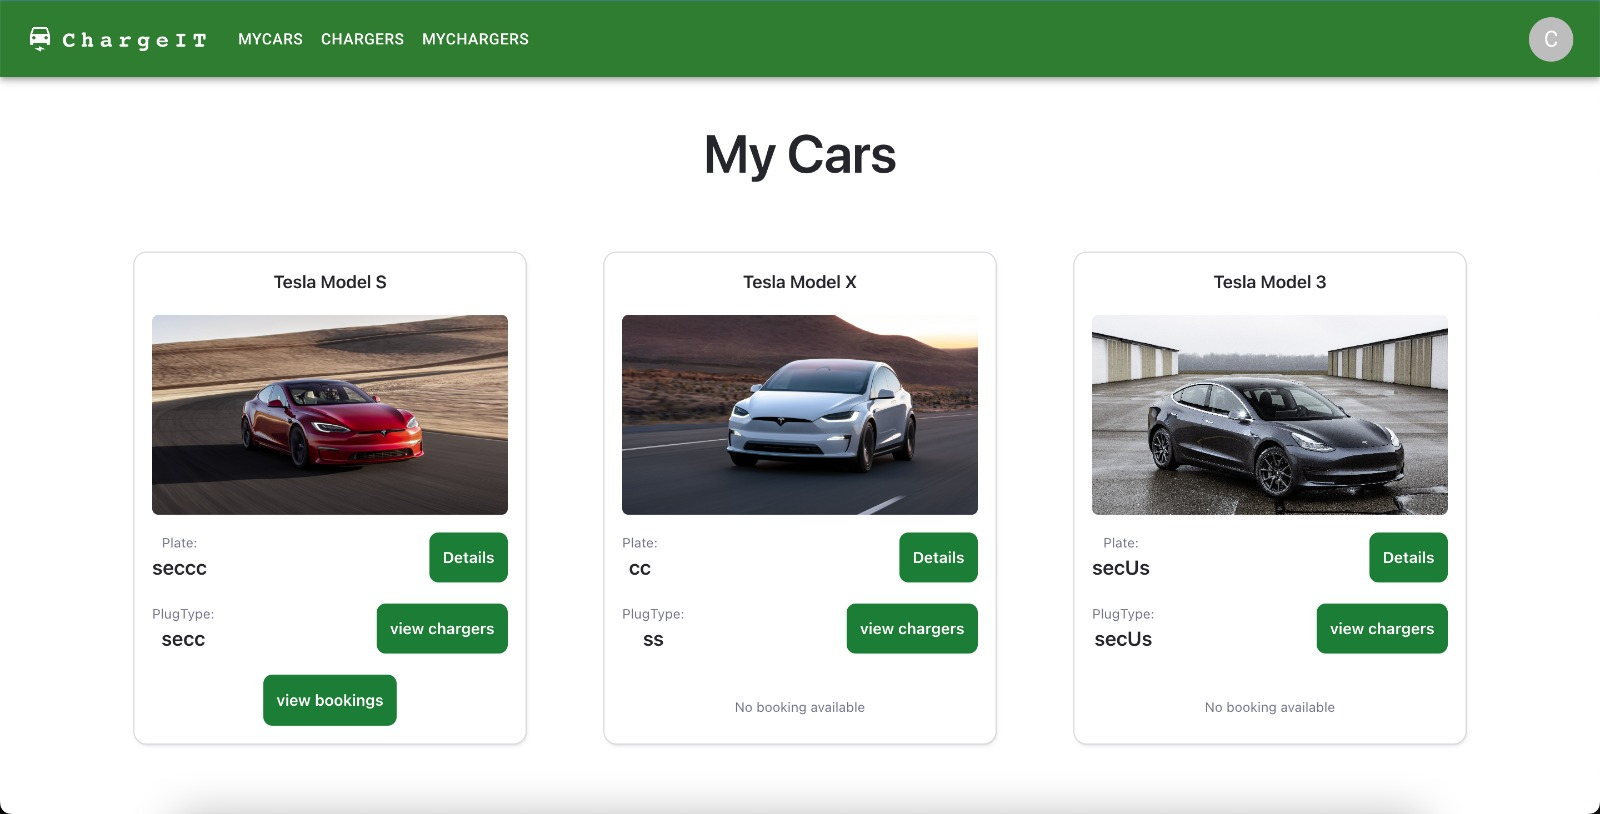 ChargeIT MYCARS CHARGERS MYCHARGERS C
My Cars
Tesla Model S
Plate:
seccc
Details
PlugType:
secc
view chargers
view bookings
Tesla Model X
Plate:
cc
Details
PlugType:
ss
view chargers
No booking available
Tesla Model 3
Plate:
secUs
Details
PlugType:
secUs
view chargers
No booking available